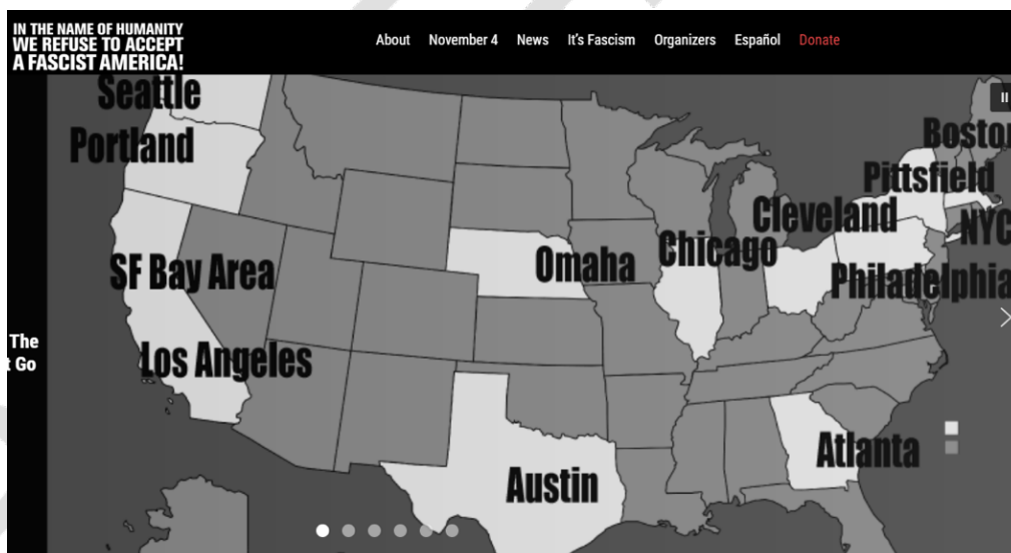 IN THE NAME OF HUMANITY
WE REFUSE TO ACCEPT
A FASCIST AMERICA!
About November 4 News It's Fascism Organizers Español Donate
Seattle
Portland
Boston
Pittsfield
Cleveland
NYC
Chicago
Omaha
SF Bay Area
Philadelphia
The
Go
Los Angeles
Atlanta
Austin